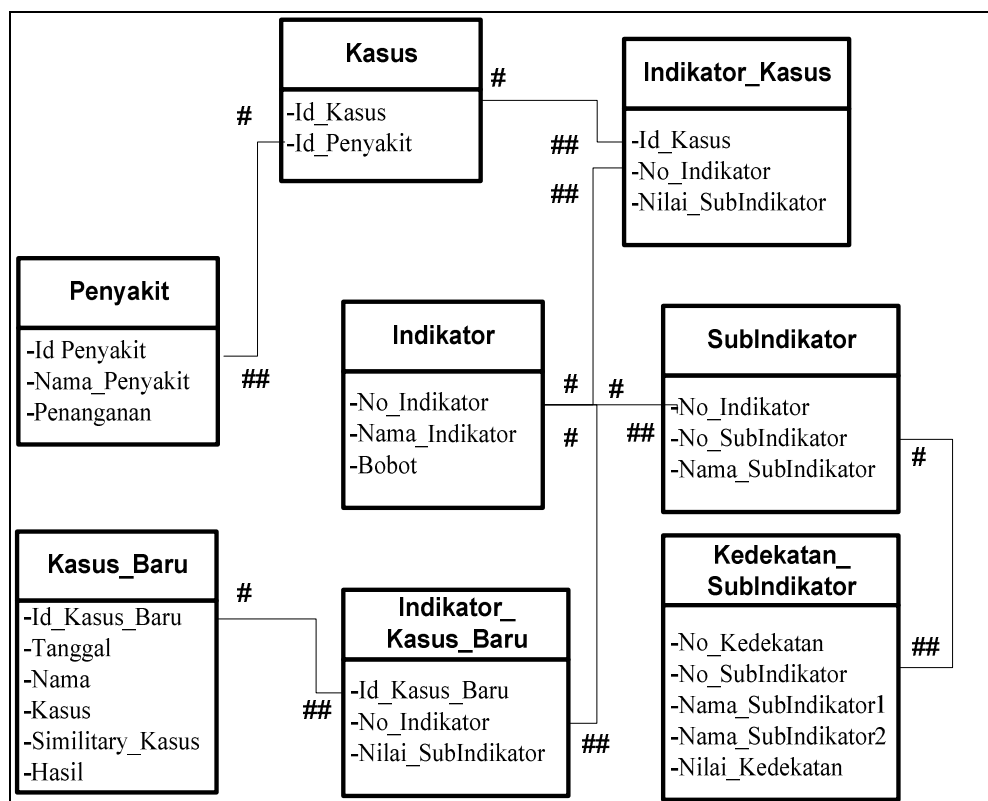 Kasus
-Id_Kasus
-Id_Penyakit
#
#
Indikator_Kasus
-Id_Kasus
-No_Indikator
-Nilai_SubIndikator
##
##
Penyakit
-Id Penyakit
-Nama_Penyakit
-Penanganan
##
Indikator
-No_Indikator
-Nama_Indikator
-Bobot
#
#
#
##
SubIndikator
-No_Indikator
-No_SubIndikator
-Nama_SubIndikator
#
Kasus_Baru
-Id_Kasus_Baru
-Tanggal
-Nama
-Kasus
-Similitary_Kasus
-Hasil
#
##
Indikator_
Kasus_Baru
-Id_Kasus_Baru
-No_Indikator
-Nilai_SubIndikator
##
Kedekatan_
SubIndikator
-No_Kedekatan
-No_SubIndikator
-Nama_SubIndikator1
-Nama_SubIndikator2
-Nilai_Kedekatan
##